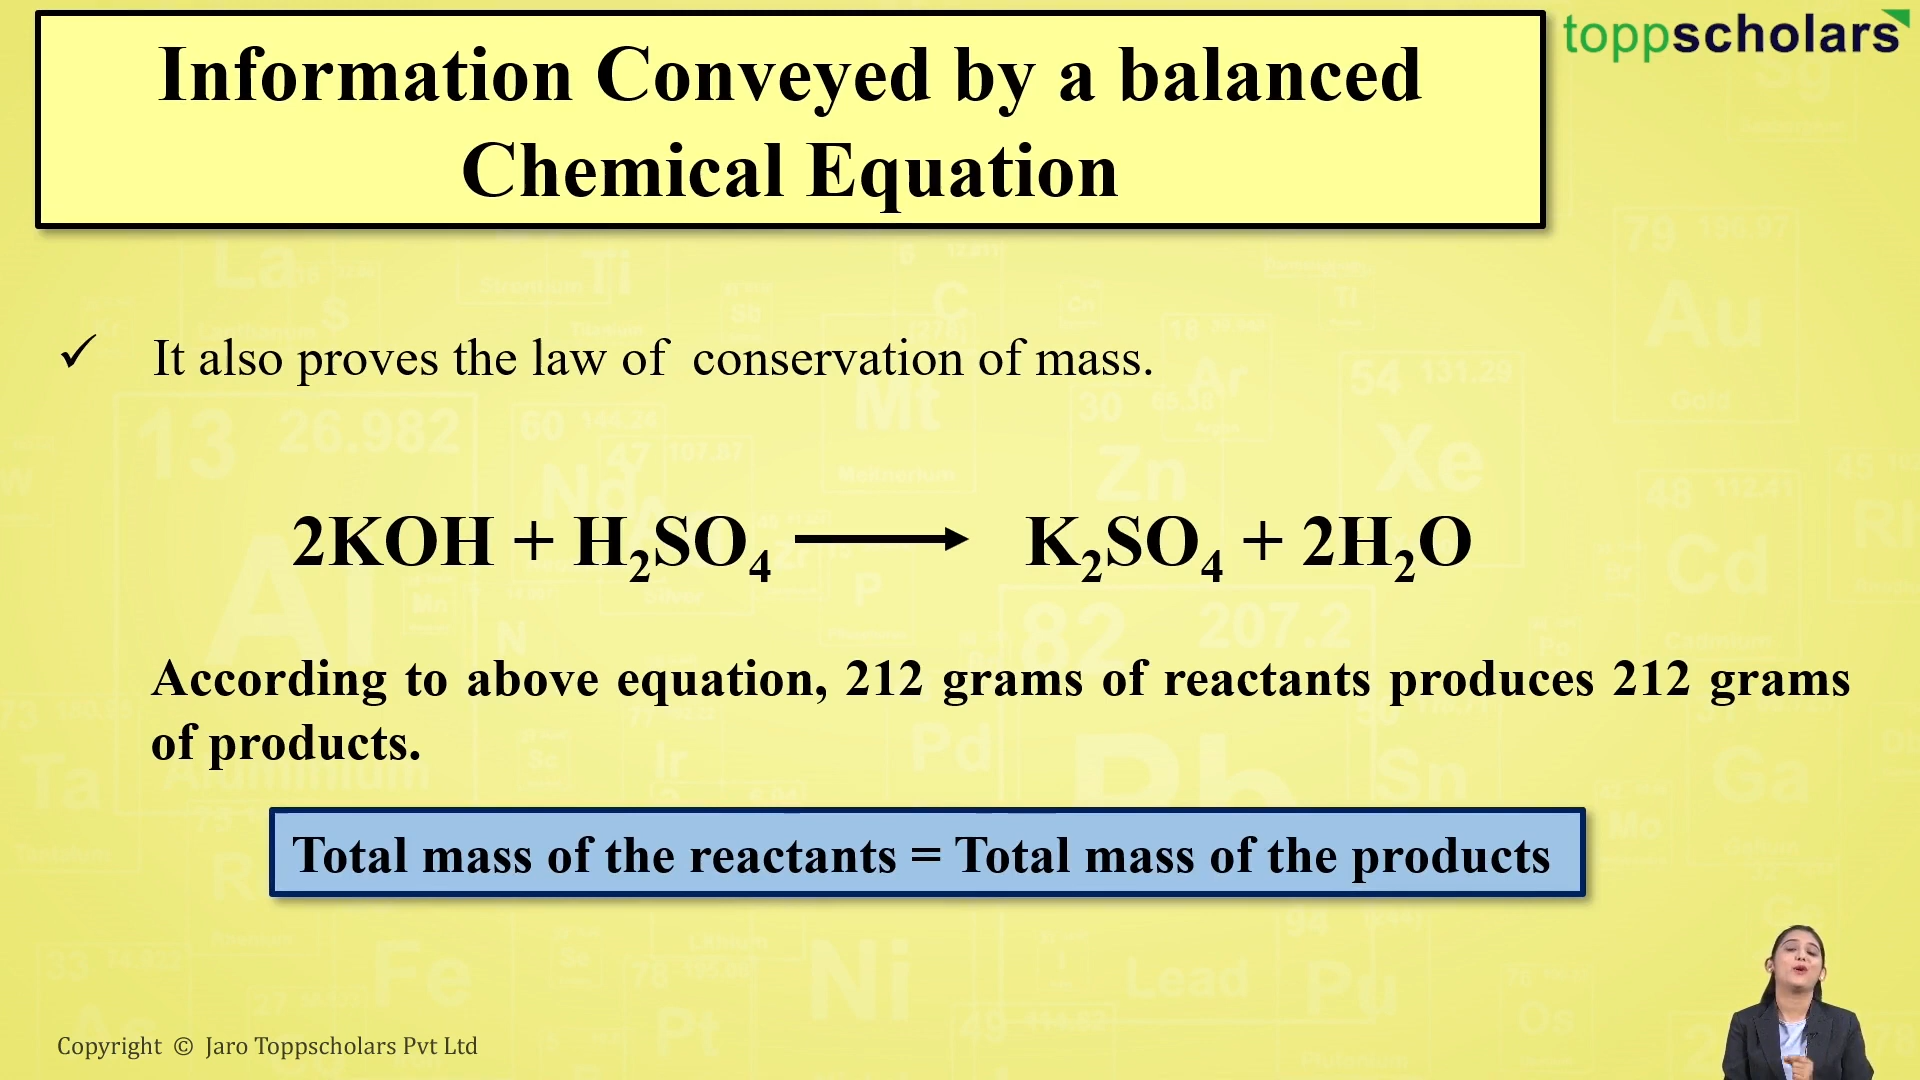 Information Conveyed by a balanced
Chemical Equation
toppscholars
✓ It also proves the law of conservation of mass.
2KOH + H₂SO₄ ⟶ K₂SO₄ + 2H₂O
According to above equation, 212 grams of reactants produces 212 grams
of products.
Total mass of the reactants = Total mass of the products
Copyright © Jaro Toppscholars Pvt Ltd